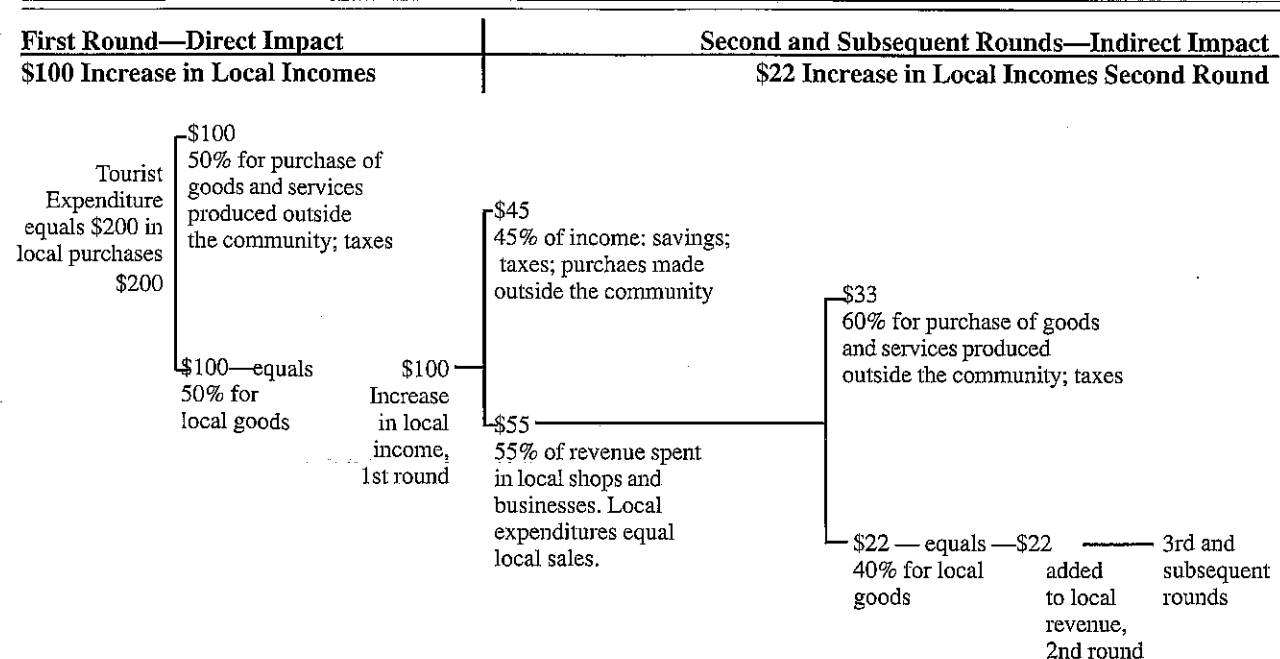 First Round—Direct Impact
$100 Increase in Local Incomes
Second and Subsequent Rounds—Indirect Impact
$22 Increase in Local Incomes Second Round
Tourist
Expenditure
equals $200 in
local purchases
$200
$100
50% for purchase of
goods and services
produced outside
the community; taxes
$100—equals
50% for
local goods
$100
Increase
in local
income,
1st round
$45
45% of income: savings;
taxes; purchaes made
outside the community
$55
55% of revenue spent
in local shops and
businesses. Local
expenditures equal
local sales.
$33
60% for purchase of goods
and services produced
outside the community; taxes
$22 — equals —$22
40% for local
goods
added
to local
revenue,
2nd round
3rd and
subsequent
rounds